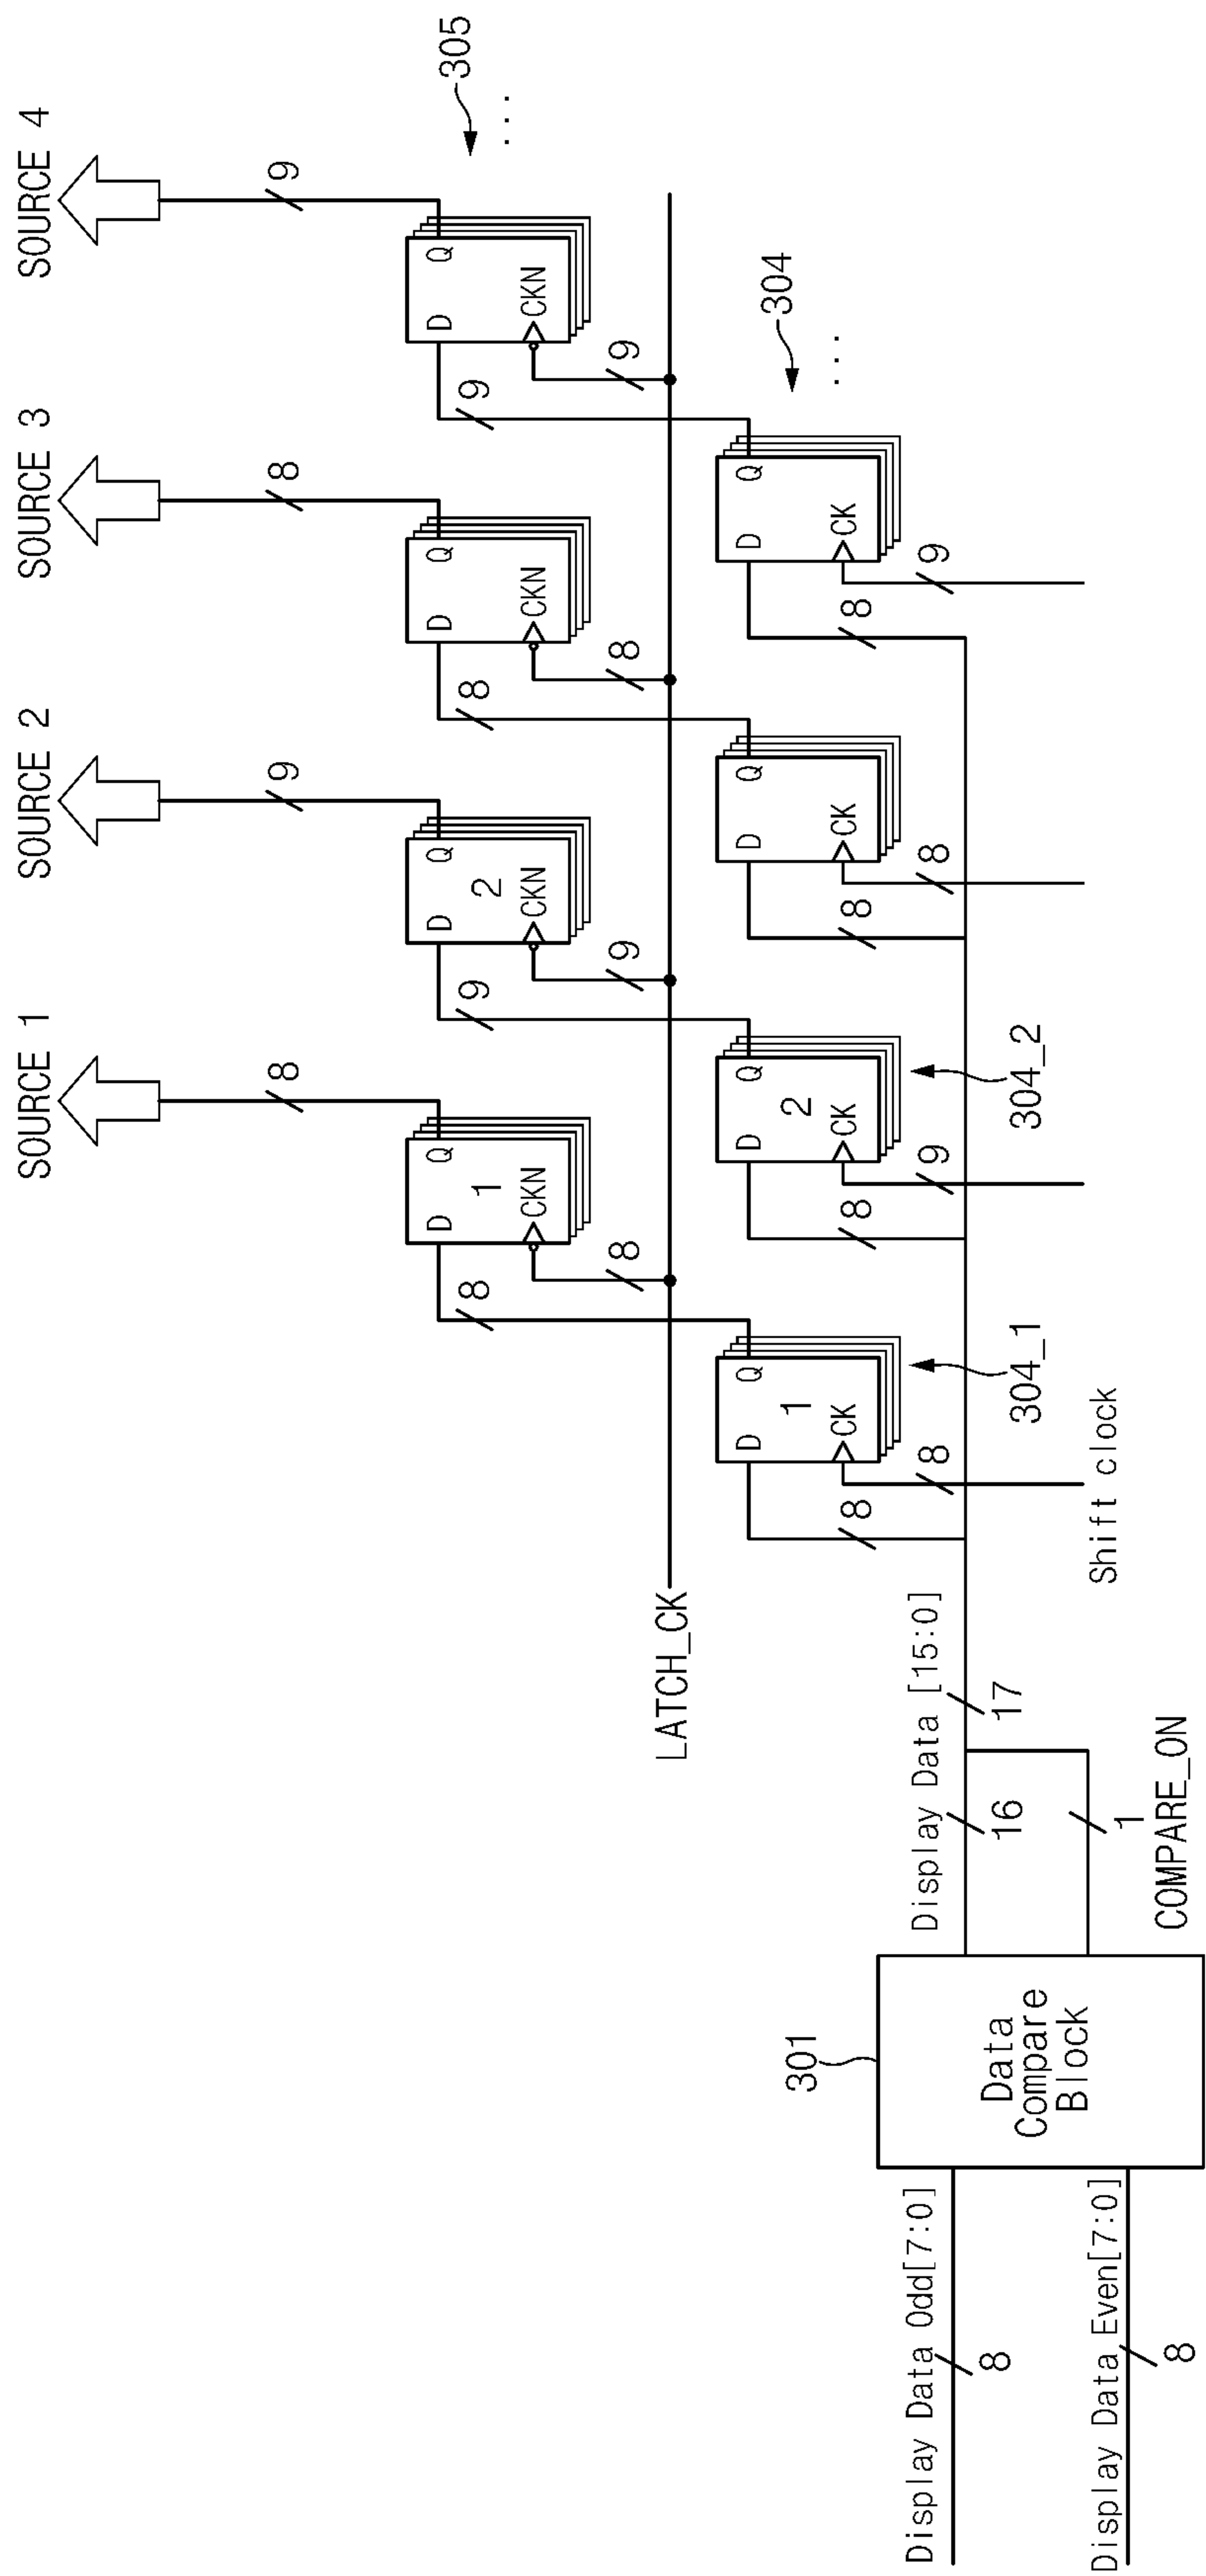 SOURCE 1
SOURCE 2
SOURCE 3
SOURCE 4
8
9
8
9
305
...
D
Q
1
CKN
D
Q
2
CKN
D
Q
CKN
D
Q
CKN
8
8
9
9
8
8
9
9
LATCH_CK
304
...
D
Q
1
CK
D
Q
2
CK
D
Q
CK
D
Q
CK
8
8
8
9
8
8
8
9
304_1
304_2
Shift clock
Display Data Odd[7:0]
8
Display Data Even[7:0]
8
301
Data
Compare
Block
Display Data [15:0]
16
17
1
COMPARE_ON